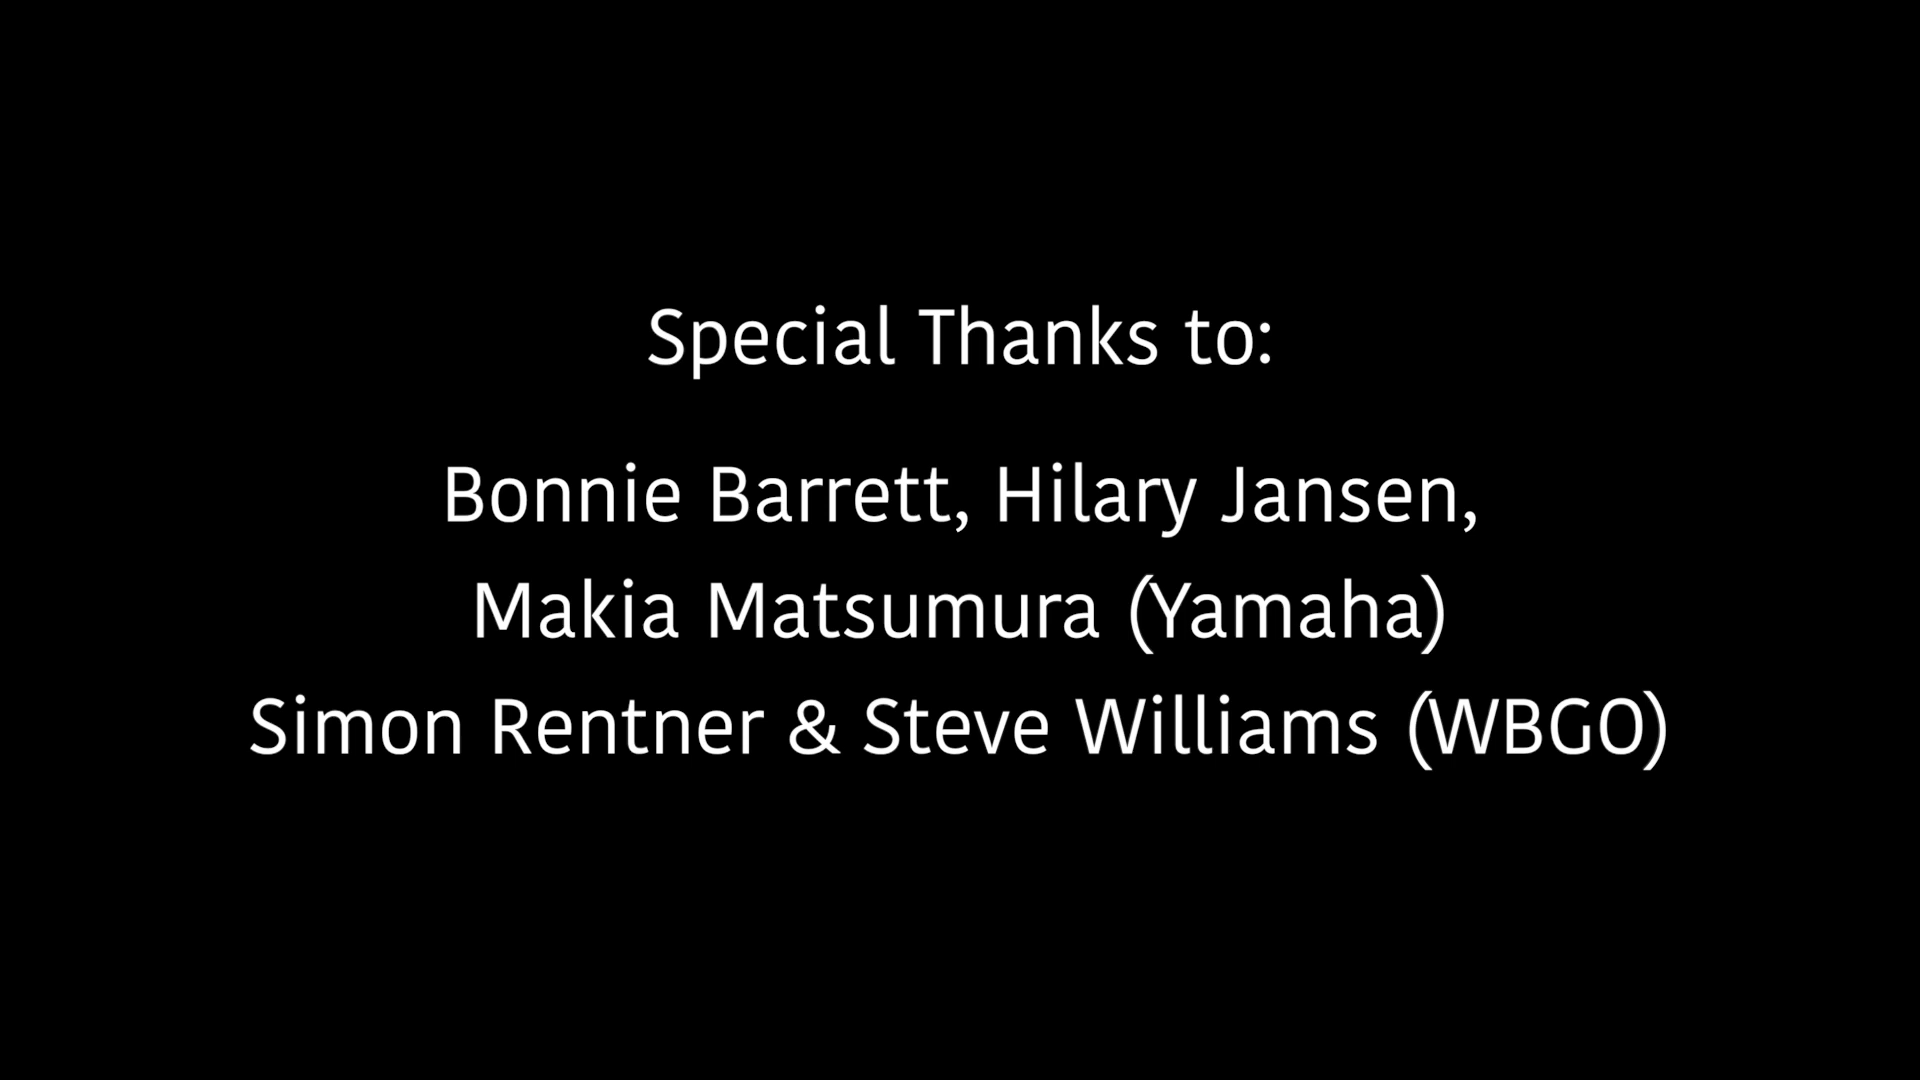 Special Thanks to:
Bonnie Barrett, Hilary Jansen,
Makia Matsumura (Yamaha)
Simon Rentner & Steve Williams (WBGO)